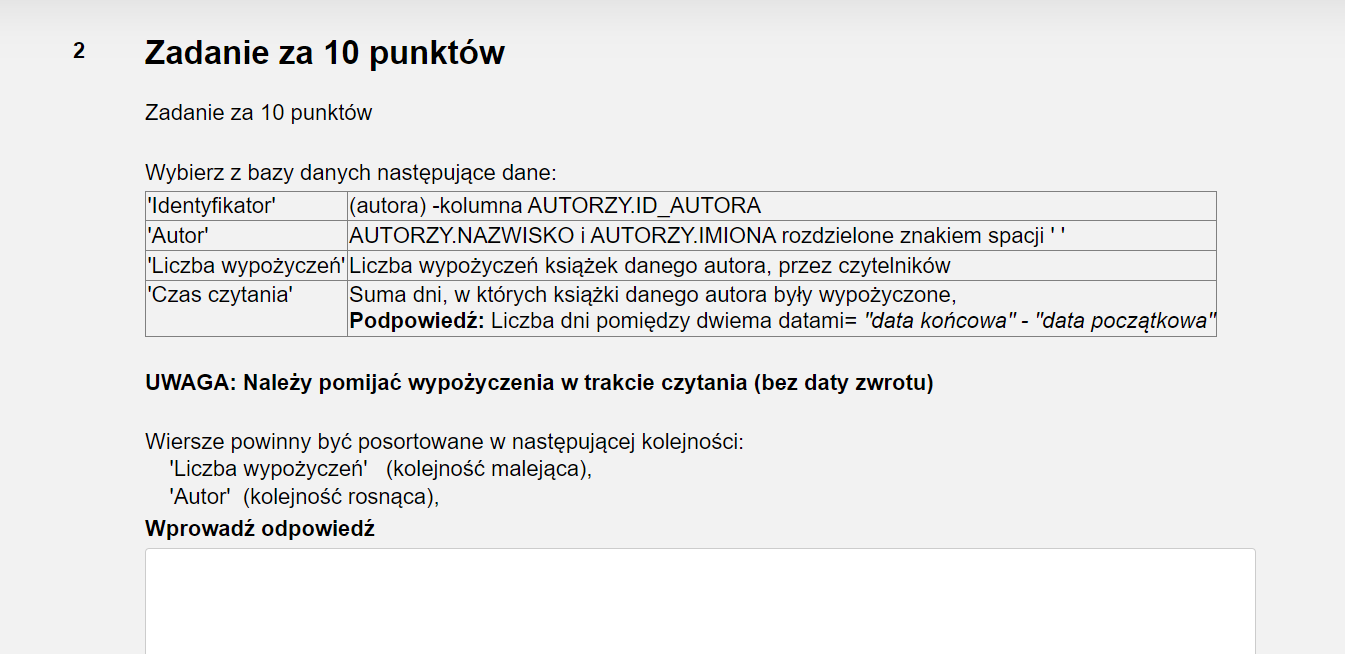 2
Zadanie za 10 punktów
Zadanie za 10 punktów
Wybierz z bazy danych następujące dane:
'Identyfikator' (autora) -kolumna AUTORZY.ID_AUTORA
'Autor' AUTORZY.NAZWISKO i AUTORZY.IMIONA rozdzielone znakiem spacji ' '
'Liczba wypożyczeń' Liczba wypożyczeń książek danego autora, przez czytelników
'Czas czytania' Suma dni, w których książki danego autora były wypożyczone,
Podpowiedź: Liczba dni pomiędzy dwiema datami= "data końcowa" - "data początkowa"
UWAGA: Należy pomijać wypożyczenia w trakcie czytania (bez daty zwrotu)
Wiersze powinny być posortowane w następującej kolejności:
'Liczba wypożyczeń' (kolejność malejąca),
'Autor' (kolejność rosnąca),
Wprowadź odpowiedź